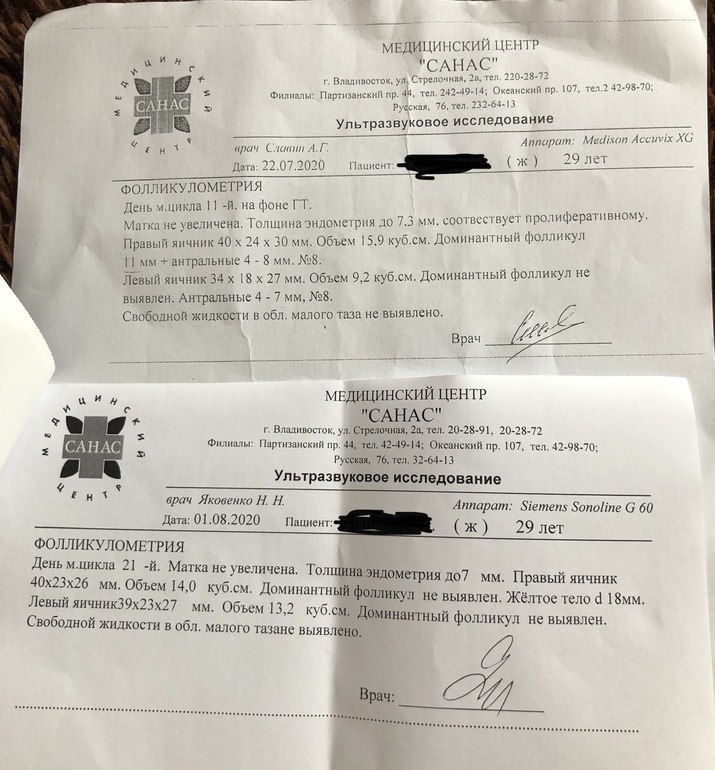 МЕДИЦИНСКИЙ ЦЕНТР
"САНАС"
г. Владивосток, ул. Стрелочная, 2а, тел. 220-28-72
Филиалы: Партизанский пр. 44, тел. 242-49-14; Океанский пр. 107, тел.2 42-98-70;
Русская, 76, тел. 232-64-13
МЕДИЦИНСКИЙ
САНАС
ЦЕНТР
Ультразвуковое исследование
врач Славин А.Г. Аппарат: Medison Accuvix XG
Дата: 22.07.2020 Пациент: ( ж ) 29 лет
ФОЛЛИКУЛОМЕТРИЯ
День м.цикла 11 -й. на фоне ГТ.
Матка не увеличена. Толщина эндометрия до 7.3 мм, соотвествует пролиферативному.
Правый яичник 40 х 24 х 30 мм. Объем 15,9 куб.см. Доминантный фолликул
11 мм + антральные 4 - 8 мм. №8.
Левый яичник 34 х 18 х 27 мм. Объем 9,2 куб.см. Доминантный фолликул не
выявлен. Антральные 4 - 7 мм, №8.
Свободной жидкости в обл. малого таза не выявлено.
Врач
МЕДИЦИНСКИЙ ЦЕНТР
"САНАС"
г. Владивосток, ул. Стрелочная, 2а, тел. 20-28-91, 20-28-72
Филиалы: Партизанский пр. 44, тел. 42-49-14; Океанский пр. 107, тел. 42-98-70;
Русская, 76, тел. 32-64-13
МЕДИЦИНСКИЙ
САНАС
ЦЕНТР
Ультразвуковое исследование
врач Яковенко Н. Н. Аппарат: Siemens Sonoline G 60
Дата: 01.08.2020 Пациент: ( ж ) 29 лет
ФОЛЛИКУЛОМЕТРИЯ
День м.цикла 21 -й. Матка не увеличена. Толщина эндометрия до7 мм. Правый яичник
40х23х26 мм. Объем 14,0 куб.см. Доминантный фолликул не выявлен. Жёлтое тело d 18мм.
Левый яичник39х23х27 мм. Объем 13,2 куб.см. Доминантный фолликул не выявлен.
Свободной жидкости в обл. малого тазане выявлено.
Врач: